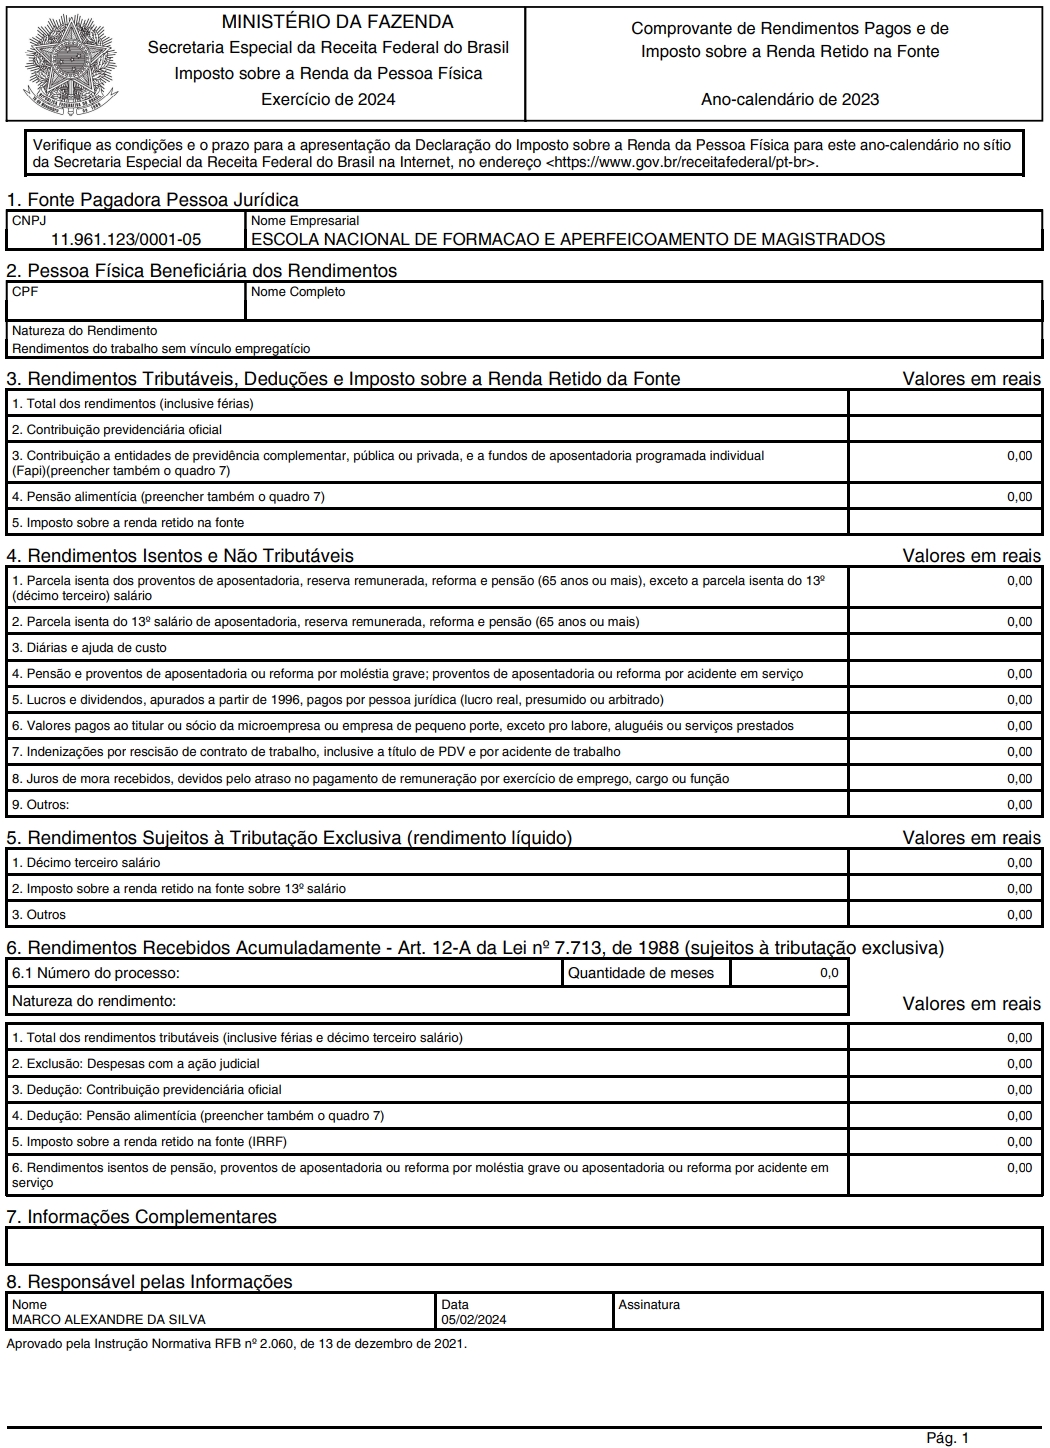 MINISTÉRIO DA FAZENDA
Secretaria Especial da Receita Federal do Brasil
Imposto sobre a Renda da Pessoa Física
Exercício de 2024
Comprovante de Rendimentos Pagos e de
Imposto sobre a Renda Retido na Fonte
Ano-calendário de 2023
Verifique as condições e o prazo para a apresentação da Declaração do Imposto sobre a Renda da Pessoa Física para este ano-calendário no sítio
da Secretaria Especial da Receita Federal do Brasil na Internet, no endereço <https://www.gov.br/receitafederal/pt-br>.
1. Fonte Pagadora Pessoa Jurídica
CNPJ
11.961.123/0001-05
Nome Empresarial
ESCOLA NACIONAL DE FORMACAO E APERFEICOAMENTO DE MAGISTRADOS
2. Pessoa Física Beneficiária dos Rendimentos
CPF
Nome Completo
Natureza do Rendimento
Rendimentos do trabalho sem vínculo empregatício
3. Rendimentos Tributáveis, Deduções e Imposto sobre a Renda Retido da Fonte Valores em reais
1. Total dos rendimentos (inclusive férias)
2. Contribuição previdenciária oficial
3. Contribuição a entidades de previdência complementar, pública ou privada, e a fundos de aposentadoria programada individual 0,00
(Fapi)(preencher também o quadro 7)
4. Pensão alimentícia (preencher também o quadro 7) 0,00
5. Imposto sobre a renda retido na fonte
4. Rendimentos Isentos e Não Tributáveis Valores em reais
1. Parcela isenta dos proventos de aposentadoria, reserva remunerada, reforma e pensão (65 anos ou mais), exceto a parcela isenta do 13º 0,00
(décimo terceiro) salário
2. Parcela isenta do 13º salário de aposentadoria, reserva remunerada, reforma e pensão (65 anos ou mais) 0,00
3. Diárias e ajuda de custo
4. Pensão e proventos de aposentadoria ou reforma por moléstia grave; proventos de aposentadoria ou reforma por acidente em serviço 0,00
5. Lucros e dividendos, apurados a partir de 1996, pagos por pessoa jurídica (lucro real, presumido ou arbitrado) 0,00
6. Valores pagos ao titular ou sócio da microempresa ou empresa de pequeno porte, exceto pro labore, aluguéis ou serviços prestados 0,00
7. Indenizações por rescisão de contrato de trabalho, inclusive a título de PDV e por acidente de trabalho 0,00
8. Juros de mora recebidos, devidos pelo atraso no pagamento de remuneração por exercício de emprego, cargo ou função 0,00
9. Outros: 0,00
5. Rendimentos Sujeitos à Tributação Exclusiva (rendimento líquido) Valores em reais
1. Décimo terceiro salário 0,00
2. Imposto sobre a renda retido na fonte sobre 13º salário 0,00
3. Outros 0,00
6. Rendimentos Recebidos Acumuladamente - Art. 12-A da Lei nº 7.713, de 1988 (sujeitos à tributação exclusiva)
6.1 Número do processo: Quantidade de meses 0,0
Natureza do rendimento: Valores em reais
1. Total dos rendimentos tributáveis (inclusive férias e décimo terceiro salário) 0,00
2. Exclusão: Despesas com a ação judicial 0,00
3. Dedução: Contribuição previdenciária oficial 0,00
4. Dedução: Pensão alimentícia (preencher também o quadro 7) 0,00
5. Imposto sobre a renda retido na fonte (IRRF) 0,00
6. Rendimentos isentos de pensão, proventos de aposentadoria ou reforma por moléstia grave ou aposentadoria ou reforma por acidente em 0,00
serviço
7. Informações Complementares
8. Responsável pelas Informações
Nome
MARCO ALEXANDRE DA SILVA
Data
05/02/2024
Assinatura
Aprovado pela Instrução Normativa RFB nº 2.060, de 13 de dezembro de 2021.
Pág. 1